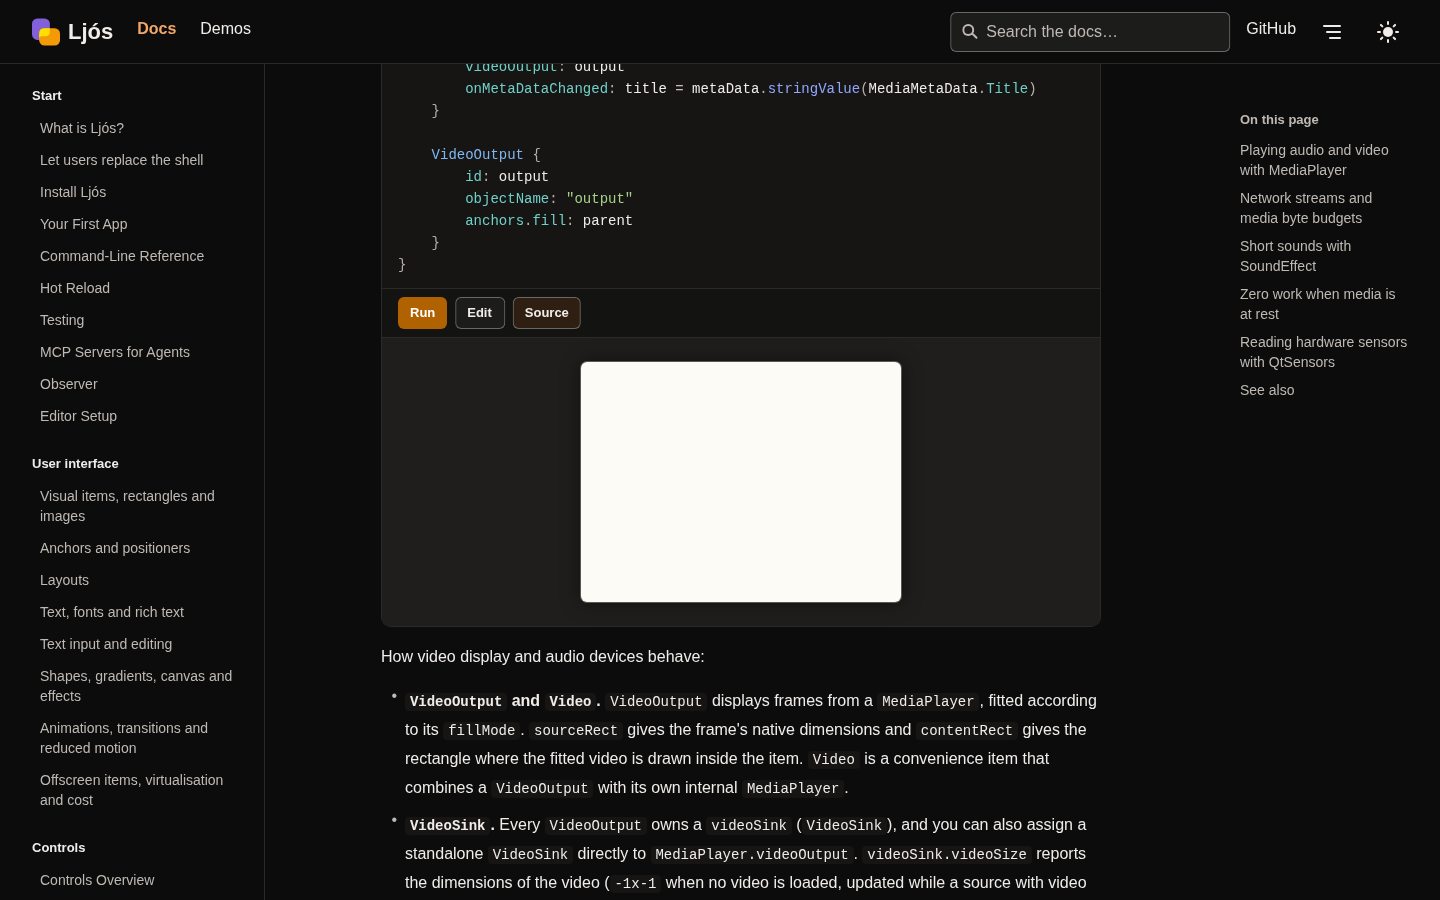 Ljós
Docs
Demos
Search the docs…
GitHub
Start
What is Ljós?
Let users replace the shell
Install Ljós
Your First App
Command-Line Reference
Hot Reload
Testing
MCP Servers for Agents
Observer
Editor Setup
User interface
Visual items, rectangles and
images
Anchors and positioners
Layouts
Text, fonts and rich text
Text input and editing
Shapes, gradients, canvas and
effects
Animations, transitions and
reduced motion
Offscreen items, virtualisation
and cost
Controls
Controls Overview
videoOutput: output
onMetaDataChanged: title = metaData.stringValue(MediaMetaData.Title)
}
VideoOutput {
id: output
objectName: "output"
anchors.fill: parent
}
}
Run
Edit
Source
How video display and audio devices behave:
• VideoOutput and Video. VideoOutput displays frames from a MediaPlayer, fitted according
to its fillMode. sourceRect gives the frame's native dimensions and contentRect gives the
rectangle where the fitted video is drawn inside the item. Video is a convenience item that
combines a VideoOutput with its own internal MediaPlayer.
• VideoSink. Every VideoOutput owns a videoSink (VideoSink), and you can also assign a
standalone VideoSink directly to MediaPlayer.videoOutput. videoSink.videoSize reports
the dimensions of the video (-1x-1 when no video is loaded, updated while a source with video
On this page
Playing audio and video
with MediaPlayer
Network streams and
media byte budgets
Short sounds with
SoundEffect
Zero work when media is
at rest
Reading hardware sensors
with QtSensors
See also